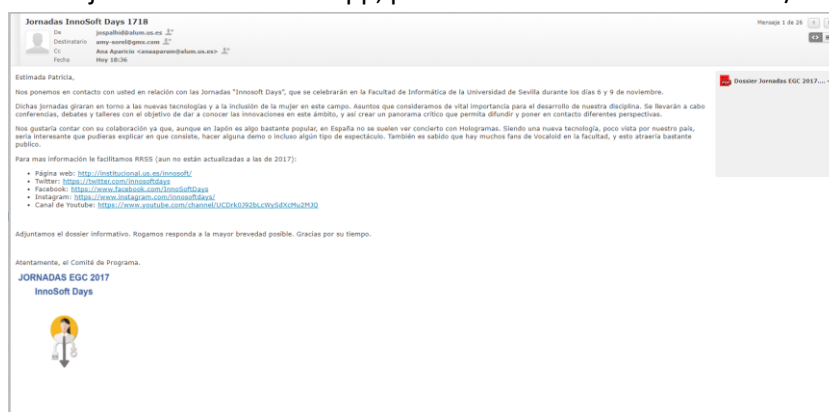 Jornadas InnoSoft Days 1718
Mensaje 1 de 26
De jospalhid@alum.us.es
Destinatario amy-sorel@gmx.com
Cc Ana Aparicio <anaaparam@alum.us.es>
Fecha Hoy 18:36
Estimada Patricia,
Dossier Jornadas EGC 2017....
Nos ponemos en contacto con usted en relación con las Jornadas "Innosoft Days", que se celebrarán en la Facultad de Informática de la Universidad de Sevilla durante los días 6 y 9 de noviembre.
Dichas jornadas giraran en torno a las nuevas tecnologías y a la inclusión de la mujer en este campo. Asuntos que consideramos de vital importancia para el desarrollo de nuestra disciplina. Se llevarán a cabo
conferencias, debates y talleres con el objetivo de dar a conocer las innovaciones en este ámbito, y así crear un panorama crítico que permita difundir y poner en contacto diferentes perspectivas.
Nos gustaría contar con su colaboración ya que, aunque en Japón es algo bastante popular, en España no se suelen ver concierto con Hologramas. Siendo una nueva tecnología, poco vista por nuestro país,
sería interesante que pudieras explicar en que consiste, hacer alguna demo o incluso algún tipo de espectáculo. También es sabido que hay muchos fans de Vocaloid en la facultad, y esto atraería bastante
publico.
Para mas información le facilitamos RRSS (aun no están actualizadas a las de 2017):
• Página web: http://institucional.us.es/innosoft/
• Twitter: https://twitter.com/innosoftdays
• Facebook: https://www.facebook.com/InnoSoftDays
• Instagram: https://www.instagram.com/innosoftdays/
• Canal de Youtube: https://www.youtube.com/channel/UCDrk0J92bLcWySdXcMu2MJQ
Adjuntamos el dossier informativo. Rogamos responda a la mayor brevedad posible. Gracias por su tiempo.
Atentamente, el Comité de Programa.
JORNADAS EGC 2017
InnoSoft Days